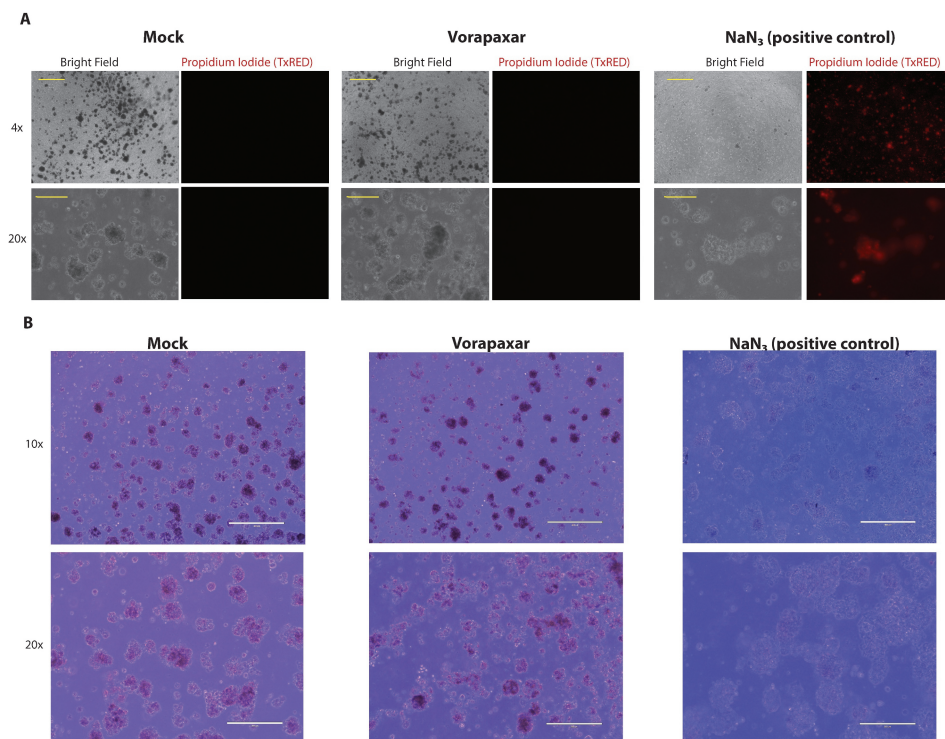 A
Mock
Vorapaxar
NaN3 (positive control)
Bright Field
Propidium Iodide (TxRED)
Bright Field
Propidium Iodide (TxRED)
Bright Field
Propidium Iodide (TxRED)
4x
20x
B
Mock
Vorapaxar
NaN3 (positive control)
10x
20x